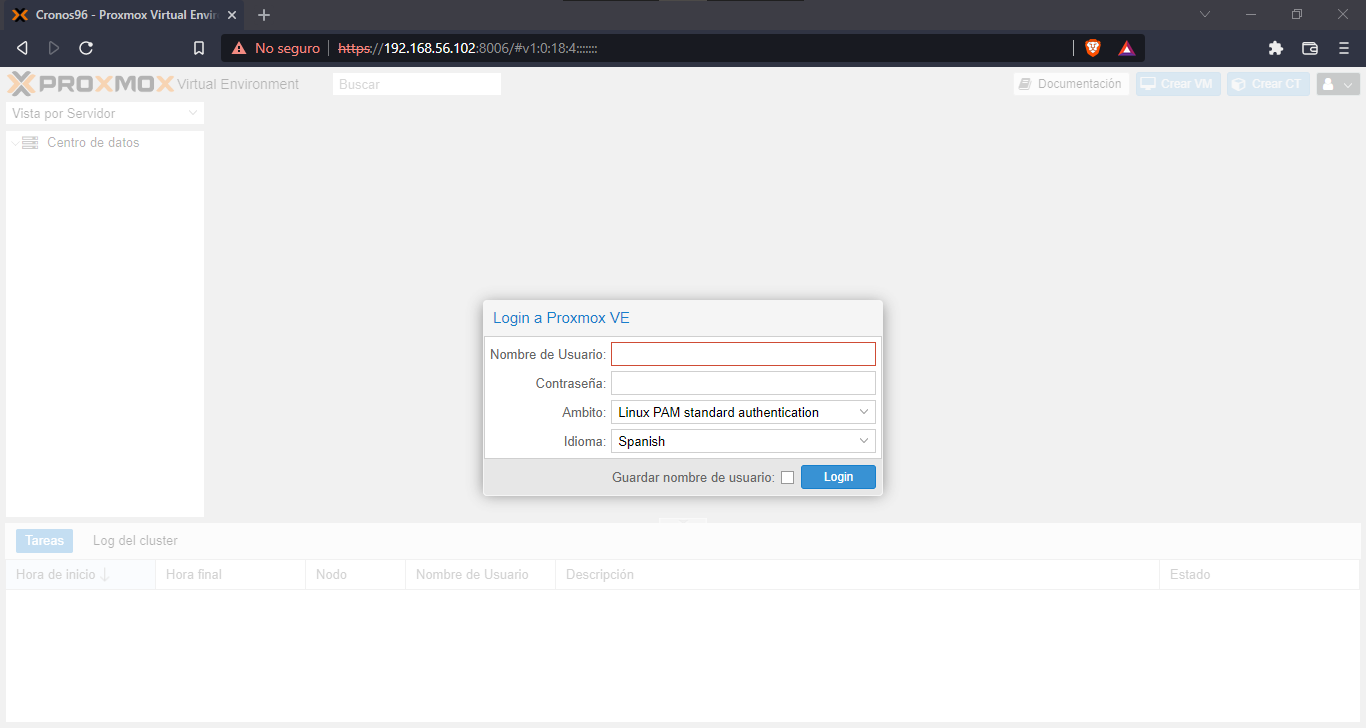 Cronos96 - Proxmox Virtual Envir
No seguro https://192.168.56.102:8006/#v1:0:18:4:::::::
PROXMOX Virtual Environment Buscar Documentación Crear VM Crear CT
Vista por Servidor
Centro de datos
Login a Proxmox VE
Nombre de Usuario:
Contraseña:
Ambito: Linux PAM standard authentication
Idioma: Spanish
Guardar nombre de usuario: Login
Tareas Log del cluster
Hora de inicio Hora final Nodo Nombre de Usuario Descripción Estado